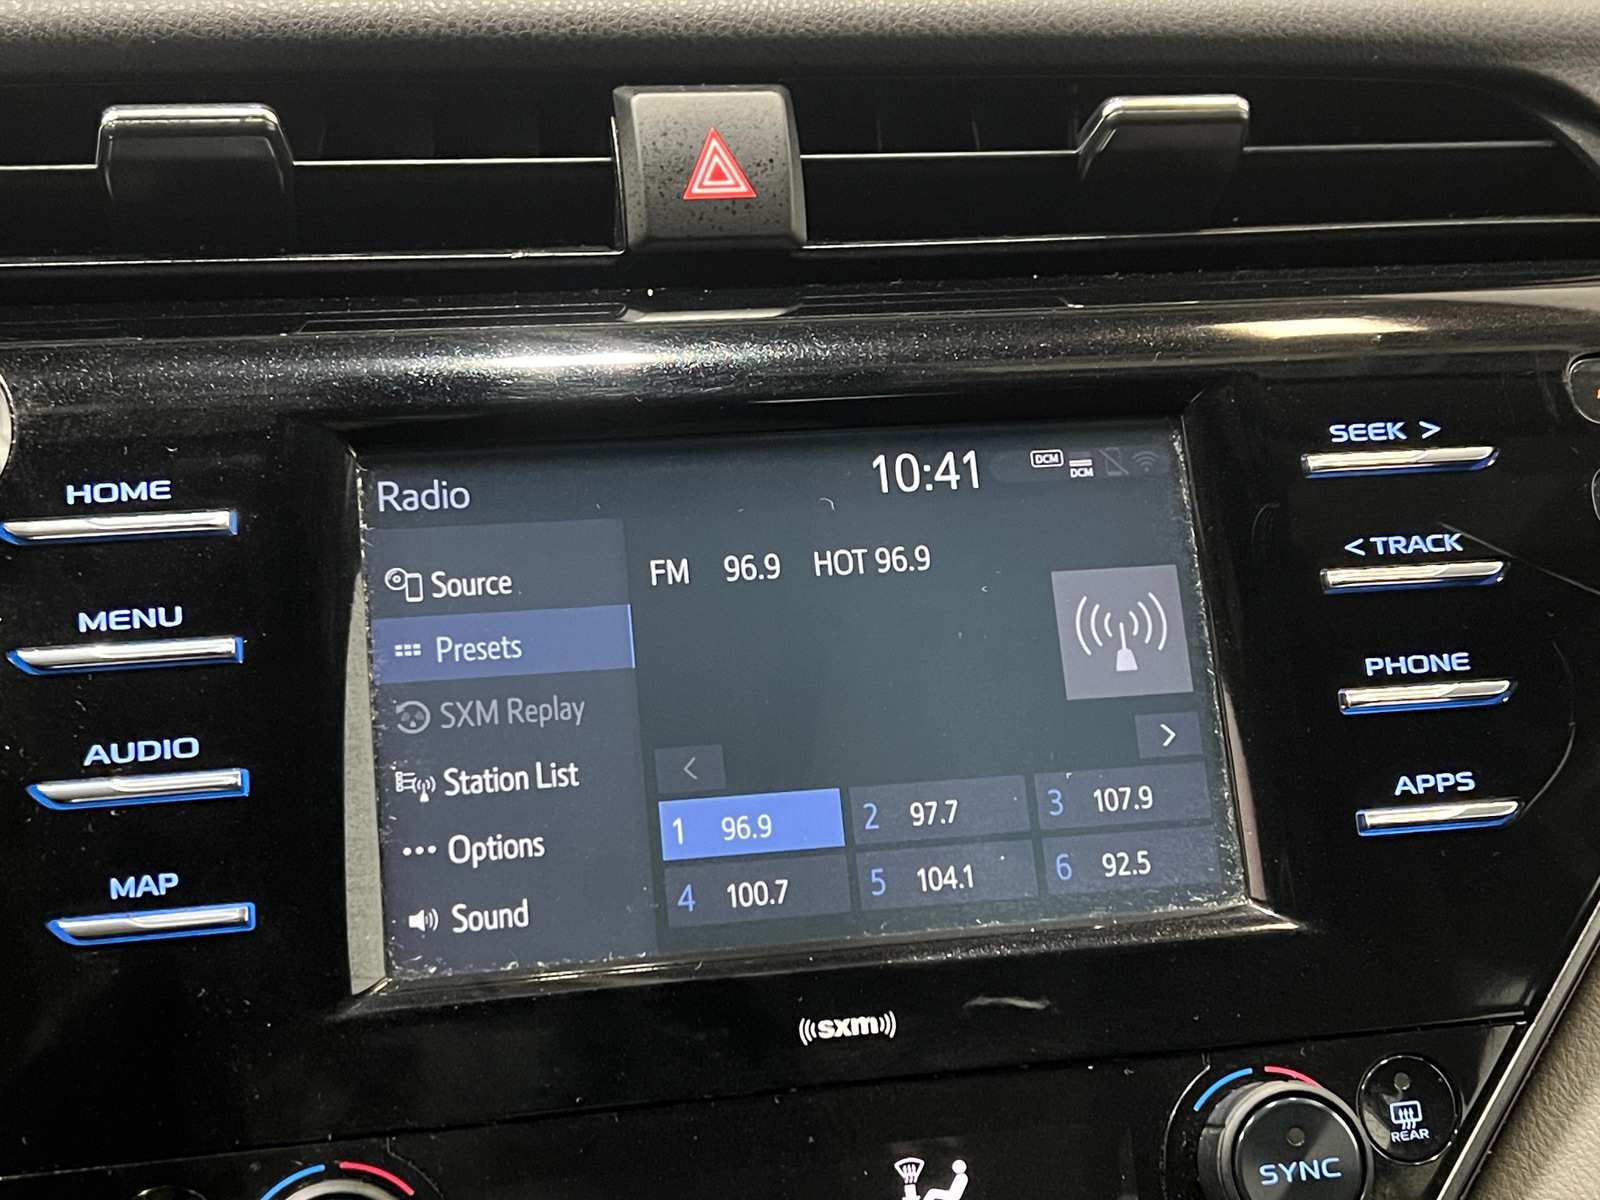 HOME
MENU
AUDIO
MAP
Radio
10:41
DCM
DCM
Source
Presets
SXM Replay
Station List
Options
Sound
FM 96.9 HOT 96.9
<
>
1 96.9
2 97.7
3 107.9
4 100.7
5 104.1
6 92.5
SEEK >
< TRACK
PHONE
APPS
((sxm))
SYNC
REAR